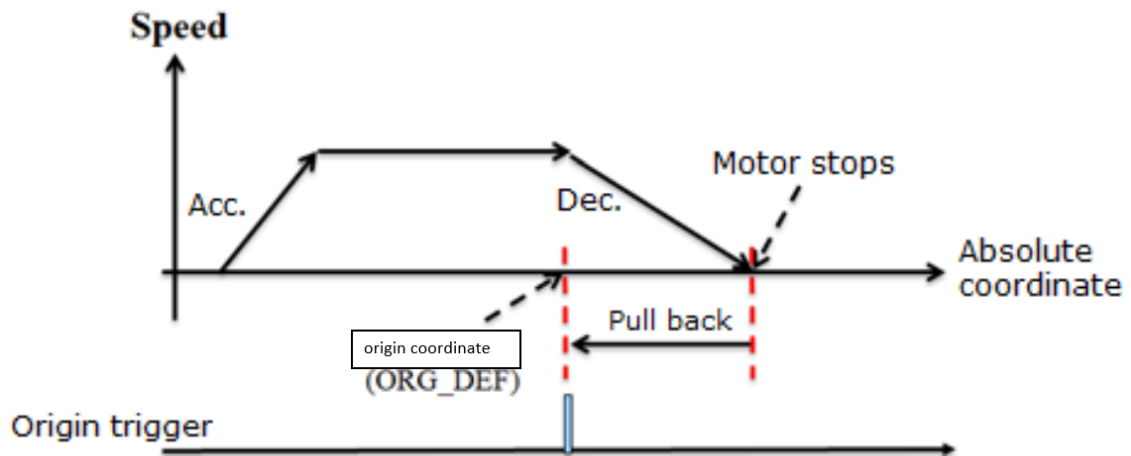 Speed
Acc.
Dec.
Motor stops
Absolute
coordinate
Pull back
origin coordinate
(ORG_DEF)
Origin trigger